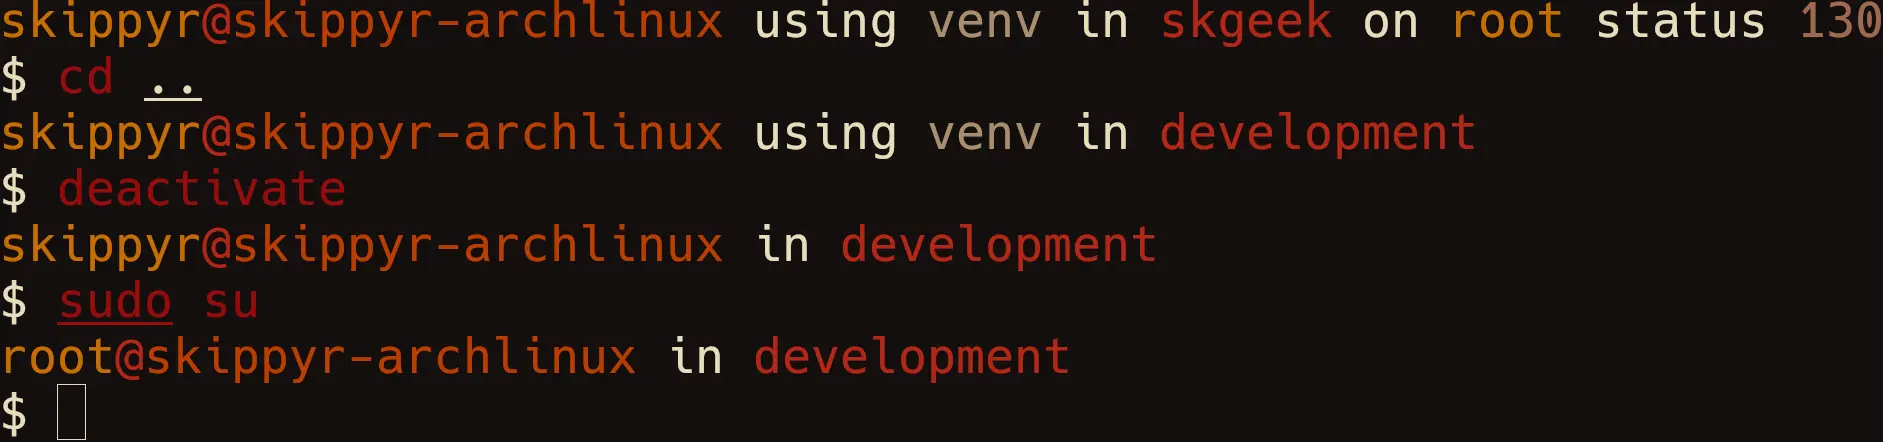 skippyr@skippyr-archlinux using venv in skgeek on root status 130
$ cd ..
skippyr@skippyr-archlinux using venv in development
$ deactivate
skippyr@skippyr-archlinux in development
$ sudo su
root@skippyr-archlinux in development
$